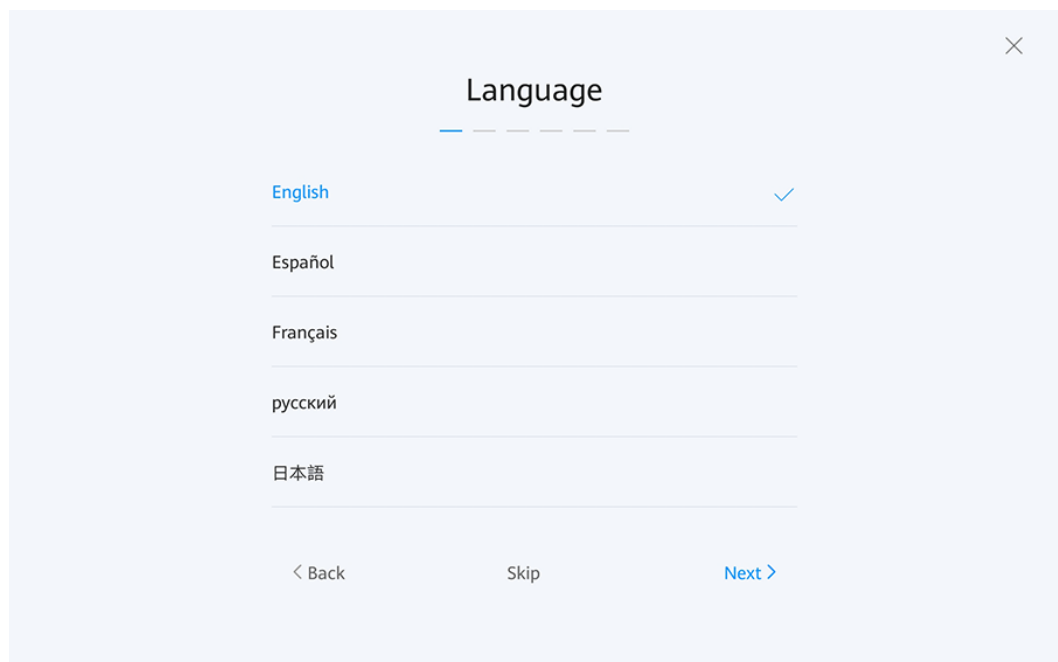 Language
English
Español
Français
русский
日本語
Back Skip Next